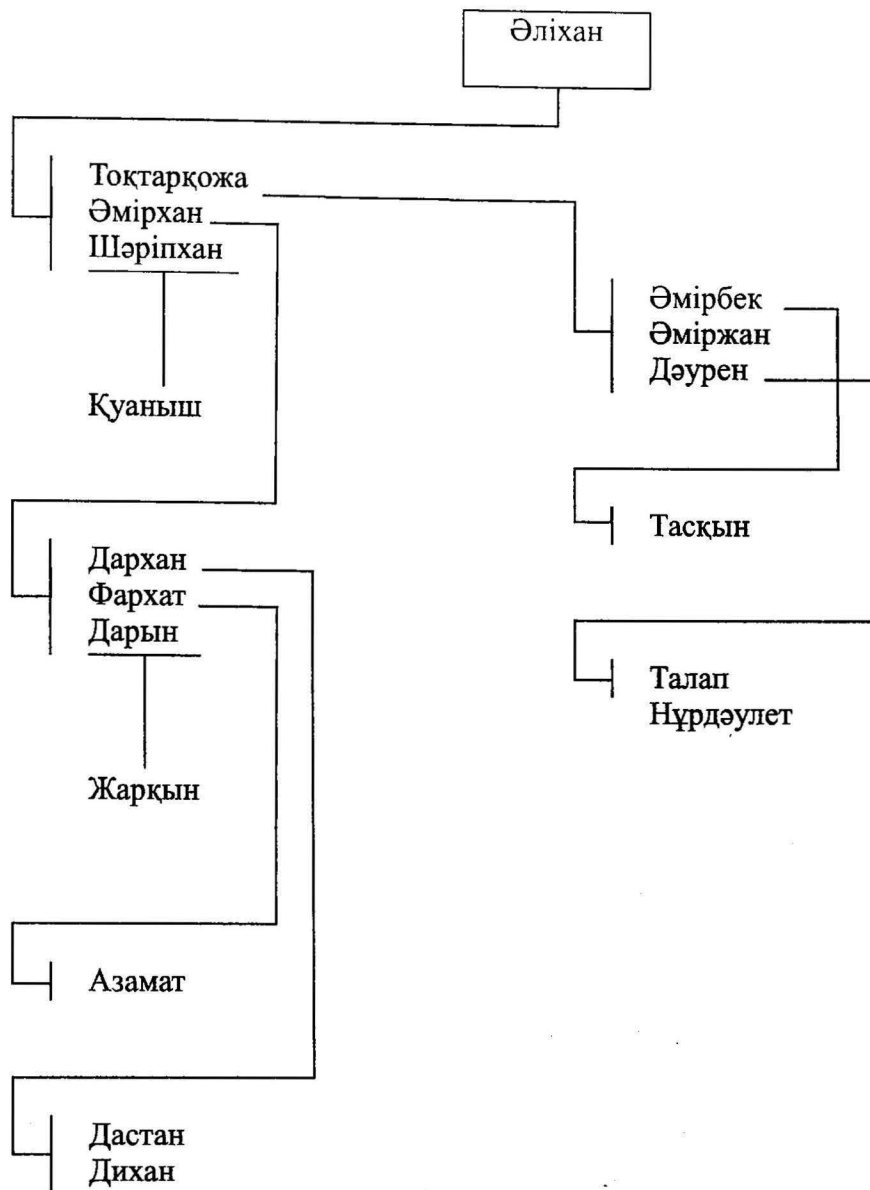 Әліхан
Тоқтарқожа
Әмірхан
Шәріпхан
Қуаныш
Әмірбек
Әміржан
Дәурен
Тасқын
Талап
Нұрдәулет
Дархан
Фархат
Дарын
Жарқын
Азамат
Дастан
Дихан